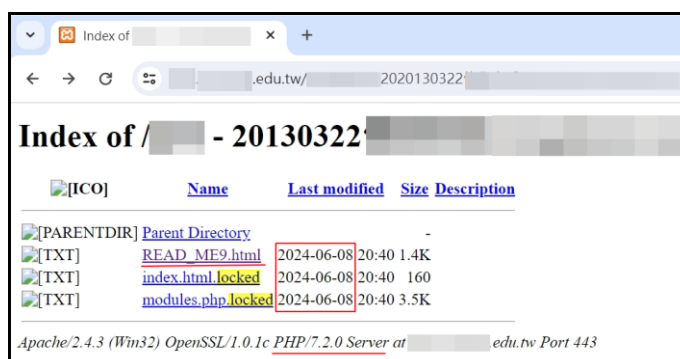 Index of
.edu.tw/ 2020130322
Index of / - 20130322
[ICO] Name Last modified Size Description
[PARENTDIR] Parent Directory -
[TXT] READ_ME9.html 2024-06-08 20:40 1.4K
[TXT] index.html.locked 2024-06-08 20:40 160
[TXT] modules.php.locked 2024-06-08 20:40 3.5K
Apache/2.4.3 (Win32) OpenSSL/1.0.1c PHP/7.2.0 Server at .edu.tw Port 443